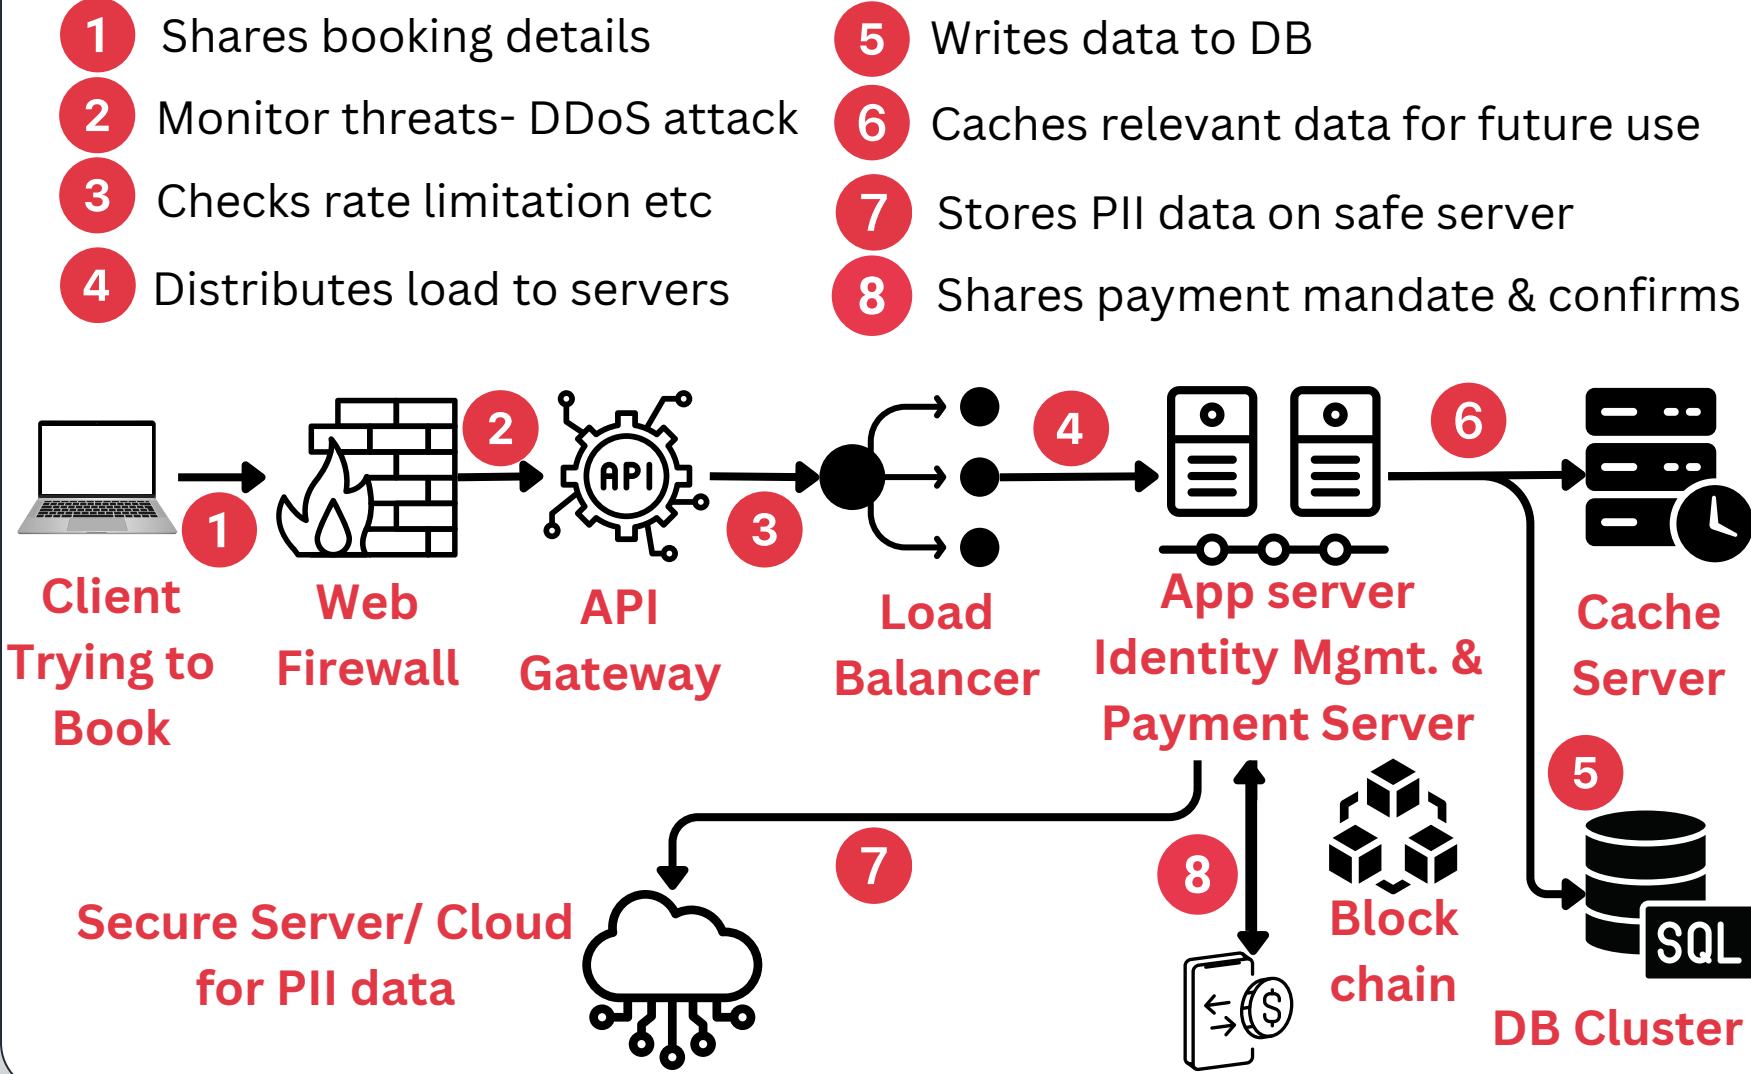 1 Shares booking details
2 Monitor threats- DDoS attack
3 Checks rate limitation etc
4 Distributes load to servers
5 Writes data to DB
6 Caches relevant data for future use
7 Stores PII data on safe server
8 Shares payment mandate & confirms
1
2
3
4
6
API
Client
Trying to
Book
Web
Firewall
API
Gateway
Load
Balancer
App server
Identity Mgmt. &
Payment Server
Cache
Server
5
7
8
Secure Server/ Cloud
for PII data
$
Block
chain
SQL
DB Cluster